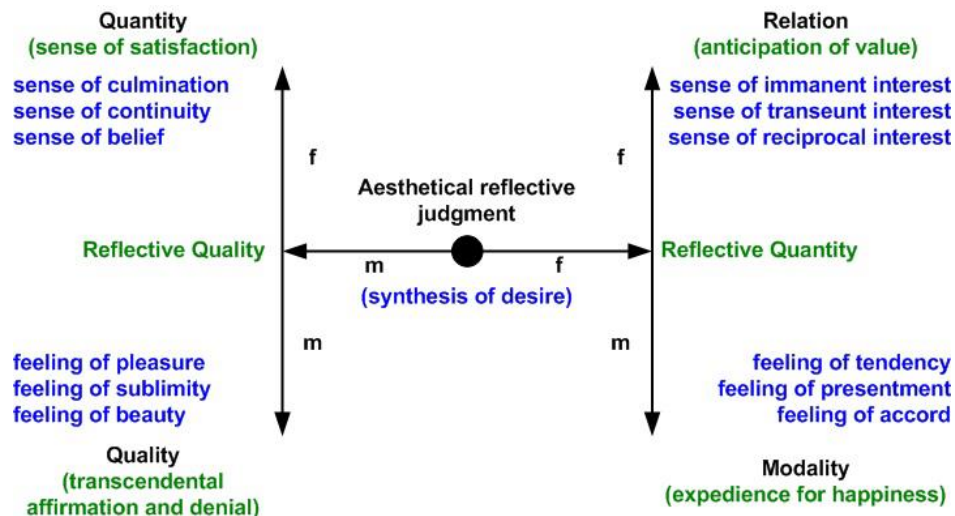 Quantity
(sense of satisfaction)
sense of culmination
sense of continuity
sense of belief
f
Relation
(anticipation of value)
sense of immanent interest
sense of transeunt interest
sense of reciprocal interest
f
Aesthetical reflective
judgment
Reflective Quality
m
f
Reflective Quantity
(synthesis of desire)
m
feeling of pleasure
feeling of sublimity
feeling of beauty
Quality
(transcendental
affirmation and denial)
m
feeling of tendency
feeling of presentment
feeling of accord
Modality
(expedience for happiness)